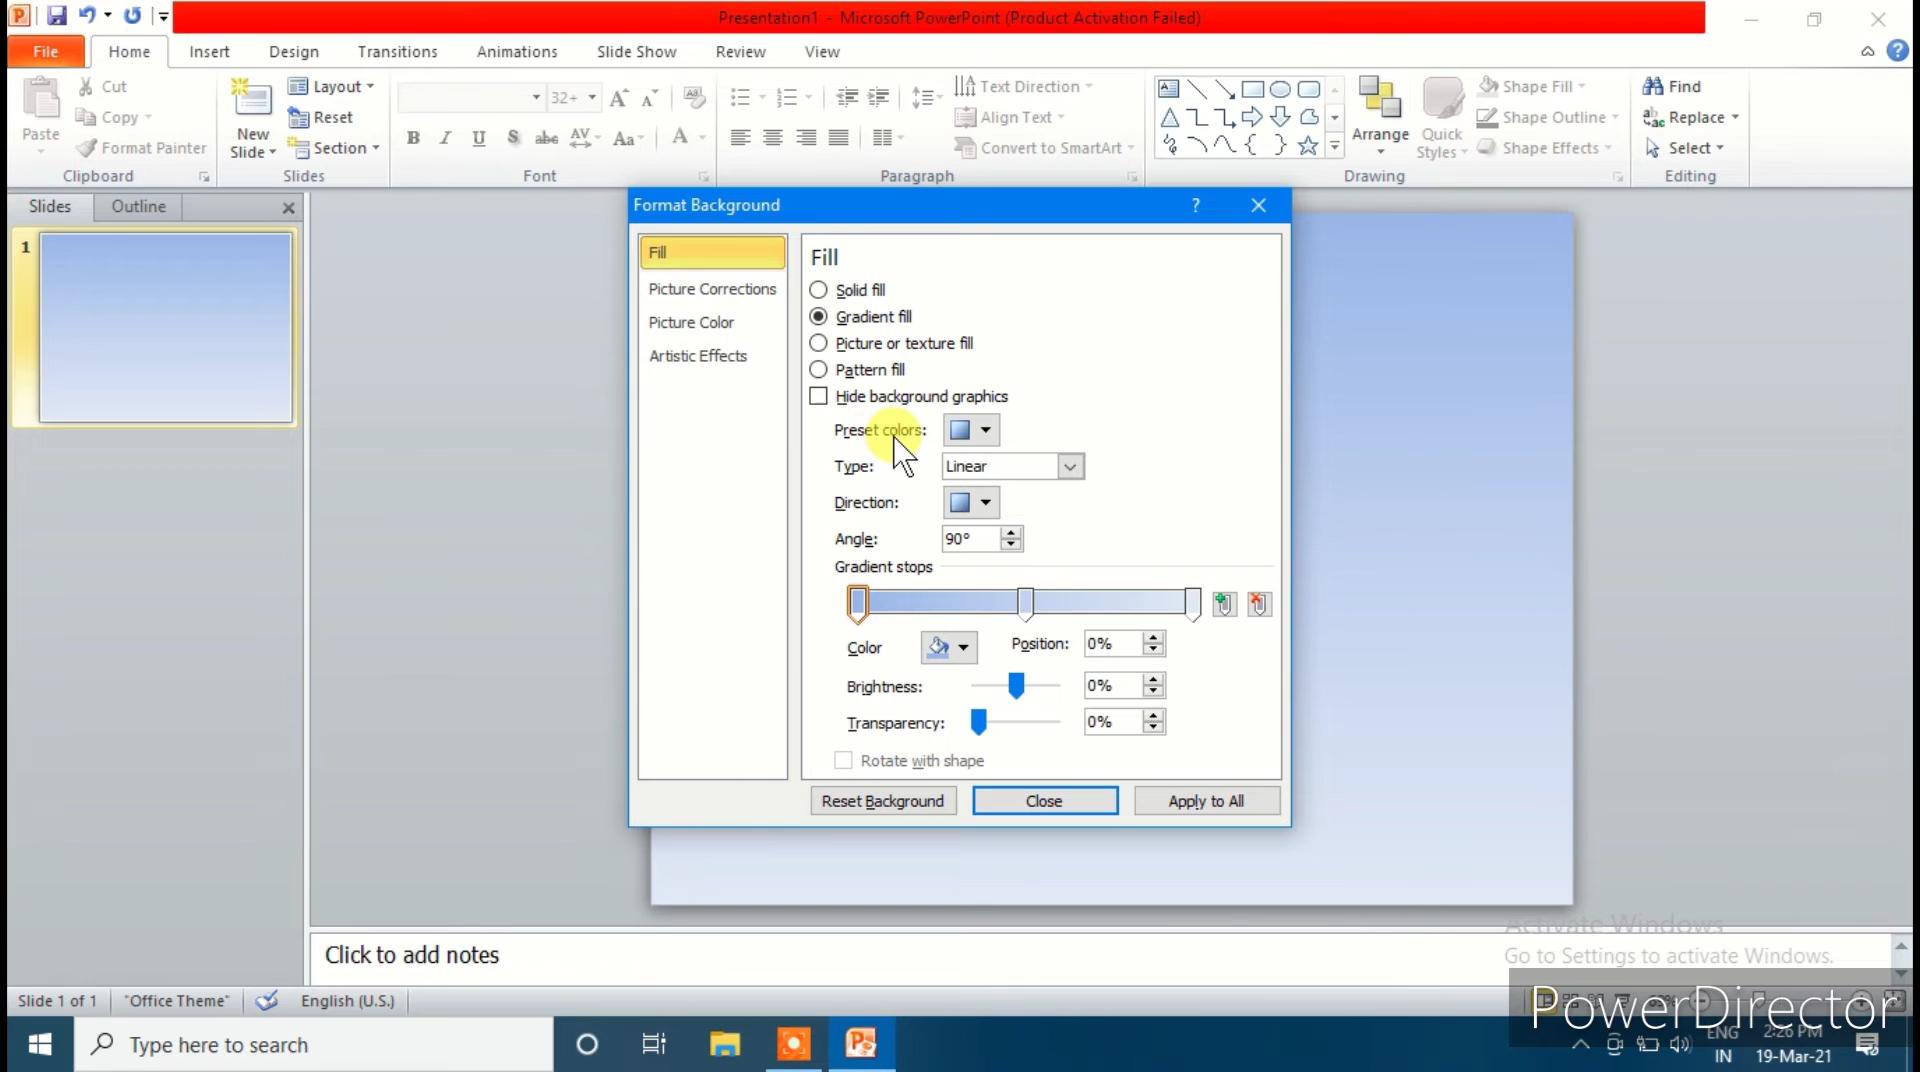 Presentation1 - Microsoft PowerPoint (Product Activation Failed)
File Home Insert Design Transitions Animations Slide Show Review View
Paste
Cut
Copy
Format Painter
Clipboard
New Slide
Layout
Reset
Section
Slides
32+
B I U S abc AV Aa A
Font
Text Direction
Align Text
Convert to SmartArt
Paragraph
Arrange
Quick Styles
Shape Fill
Shape Outline
Shape Effects
Drawing
Find
Replace
Select
Editing
Slides Outline
1
Format Background
Fill
Picture Corrections
Picture Color
Artistic Effects
Fill
Solid fill
Gradient fill
Picture or texture fill
Pattern fill
Hide background graphics
Preset colors:
Type: Linear
Direction:
Angle: 90°
Gradient stops
Color Position: 0%
Brightness: 0%
Transparency: 0%
Rotate with shape
Reset Background Close Apply to All
Click to add notes
Activate Windows
Go to Settings to activate Windows.
Slide 1 of 1 "Office Theme" English (U.S.)
PowerDirector
Type here to search
ENG 2:26 PM
IN 19-Mar-21